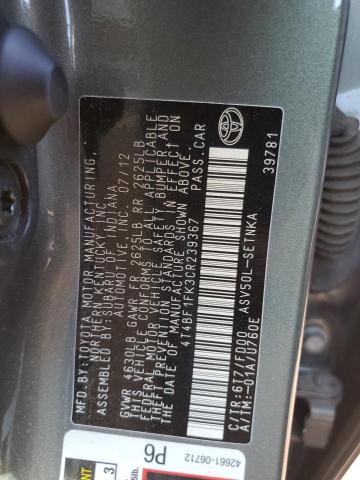 MFD. BY: TOYOTA MOTOR MANUFACTURING,
NORTHERN KENTUCKY, INC.
ASSEMBLED BY: SUBARU OF INDIANA
AUTOMOTIVE, INC. 07/12
GVWR 4630LB GAWR FR 2625LB RR 2625LB
THIS VEHICLE CONFORMS TO ALL APPLICABLE
FEDERAL MOTOR VEHICLE SAFETY, BUMPER, AND
THEFT PREVENTION STANDARDS IN EFFECT ON
THE DATE OF MANUFACTURE SHOWN ABOVE.
4T4BF1FK3CR239367 PASS. CAR
TOYOTA
C/TR: 6T7/FD00
ASV50L-SETNKA
A/TM: -01A/U760E
39781
42661-06712
P6